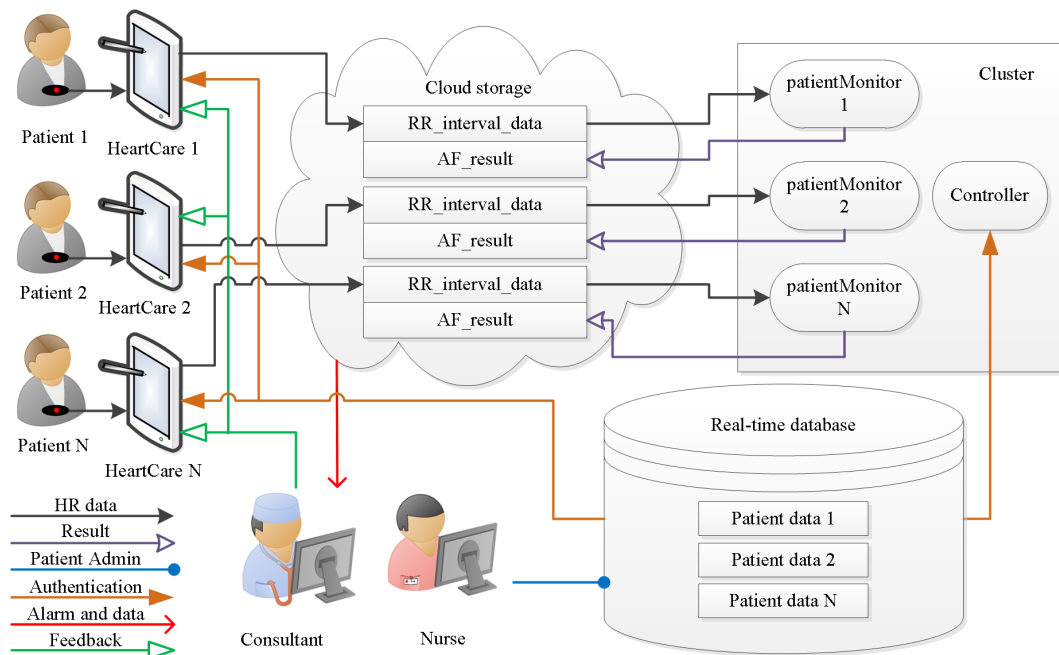 Patient 1
HeartCare 1
Patient 2
HeartCare 2
Patient N
HeartCare N
Cloud storage
RR_interval_data
AF_result
RR_interval_data
AF_result
RR_interval_data
AF_result
Cluster
patientMonitor
1
patientMonitor
2
patientMonitor
N
Controller
Real-time database
Patient data 1
Patient data 2
Patient data N
HR data
Result
Patient Admin
Authentication
Alarm and data
Feedback
Consultant
Nurse